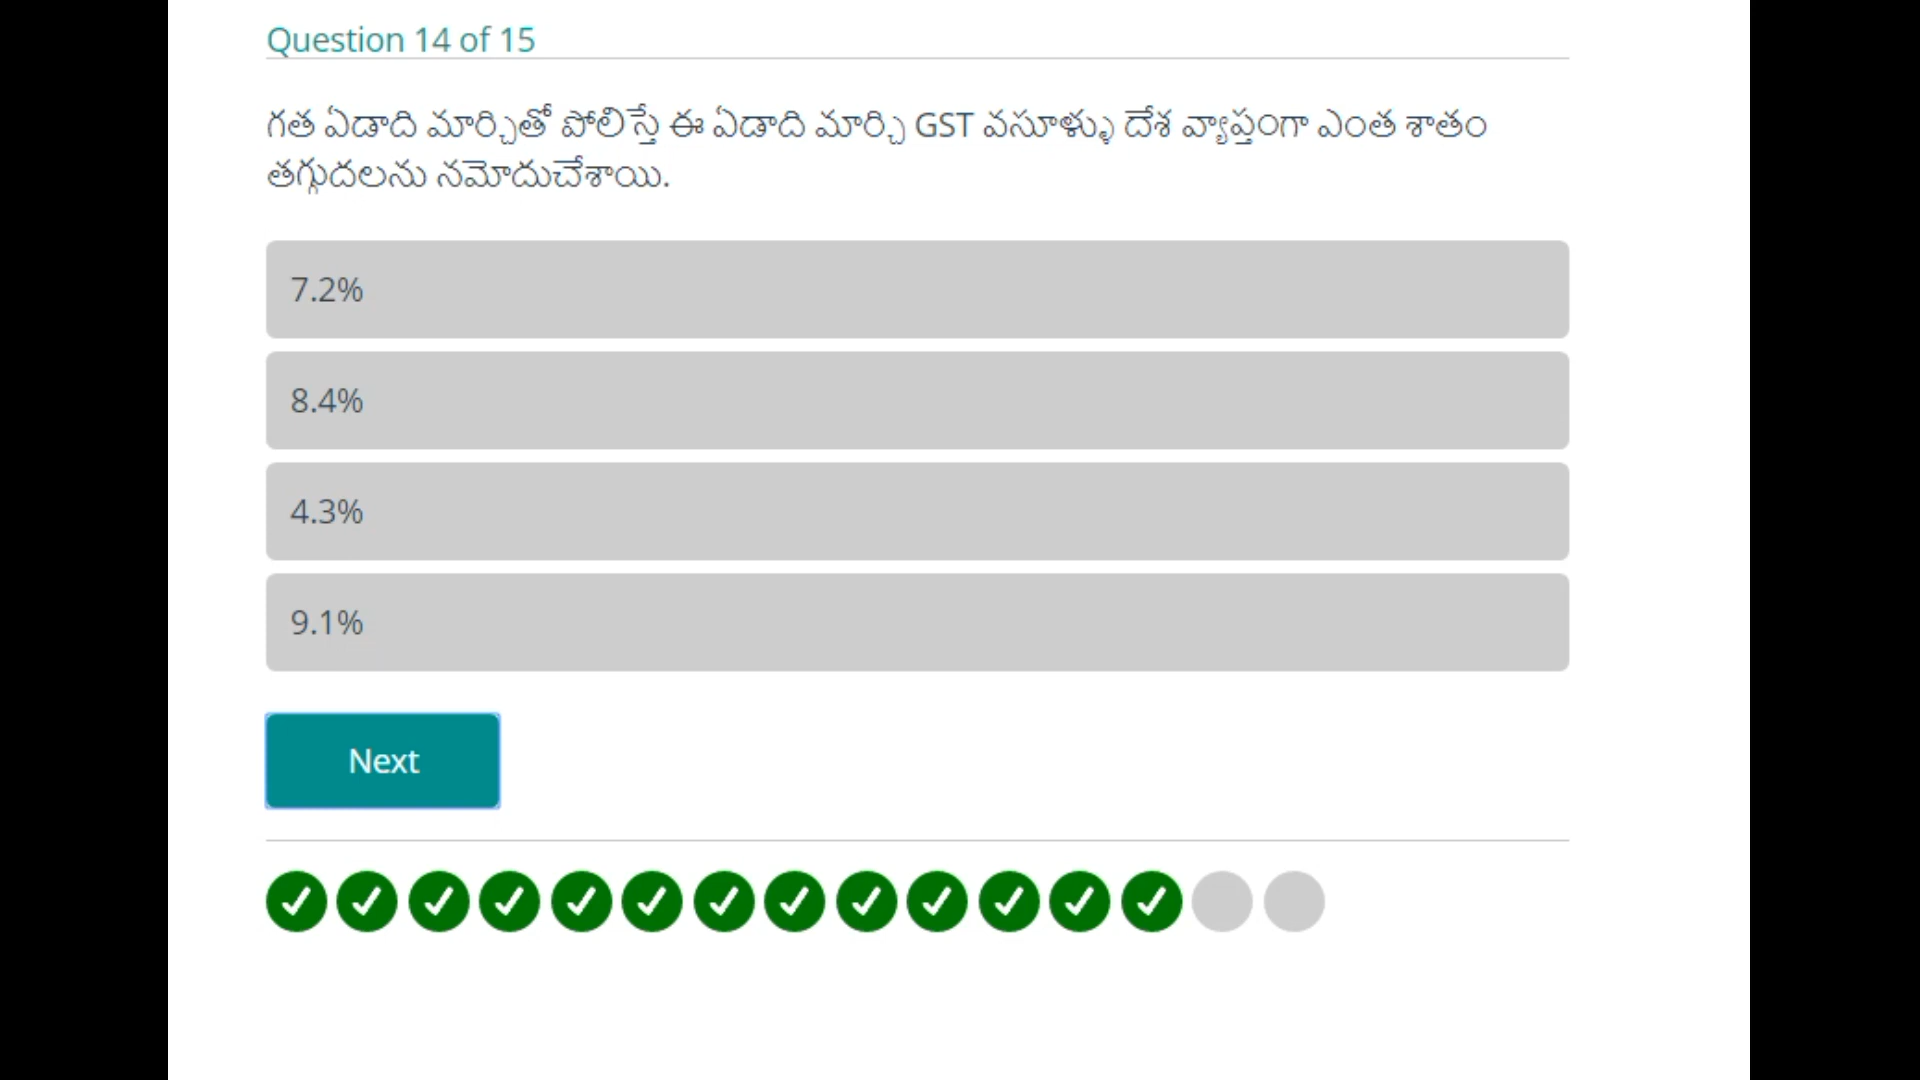 Question 14 of 15
గత ఏడాది మార్చితో పోలిస్తే ఈ ఏడాది మార్చి GST వసూళ్ళు దేశ వ్యాప్తంగా ఎంత శాతం
తగ్గుదలను నమోదుచేశాయి.
7.2%
8.4%
4.3%
9.1%
Next